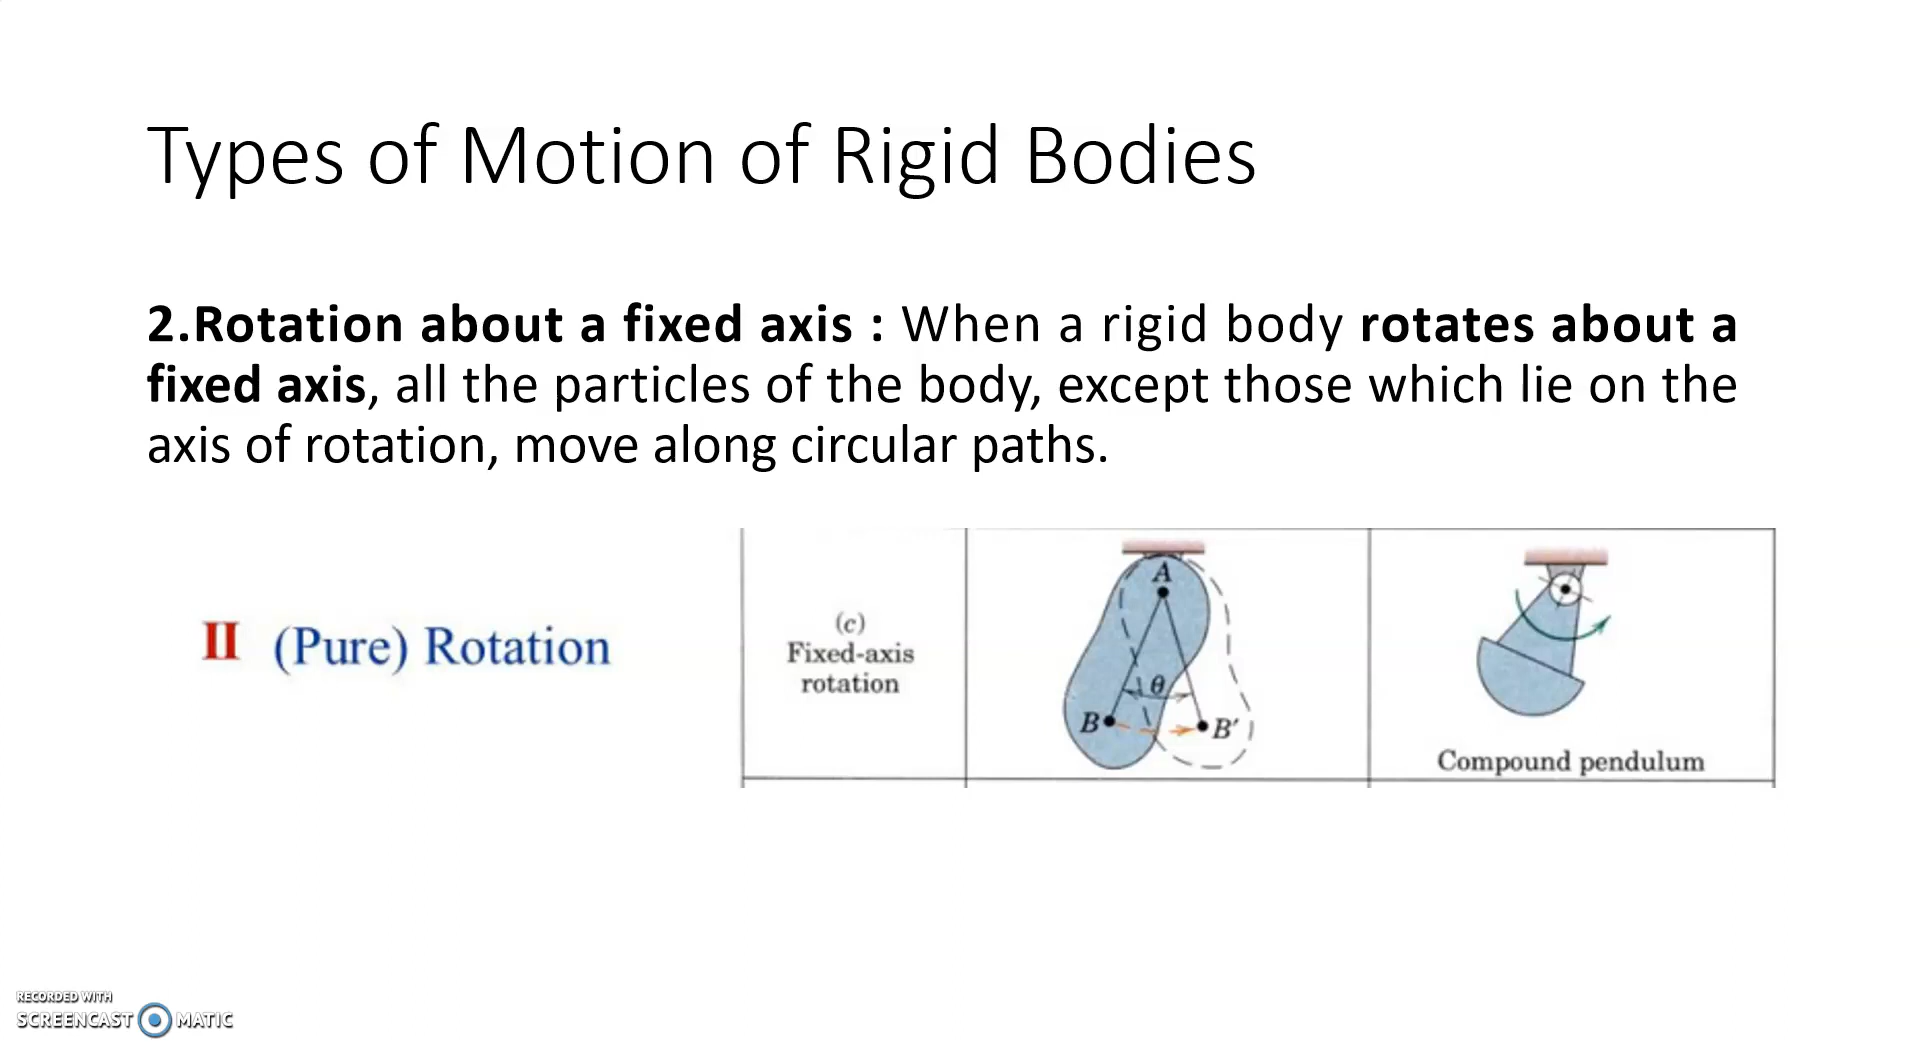 Types of Motion of Rigid Bodies
2.Rotation about a fixed axis : When a rigid body rotates about a
fixed axis, all the particles of the body, except those which lie on the
axis of rotation, move along circular paths.
II (Pure) Rotation
(c)
Fixed-axis
rotation
A
θ
B
B′
Compound pendulum
RECORDED WITH
SCREENCAST MATIC